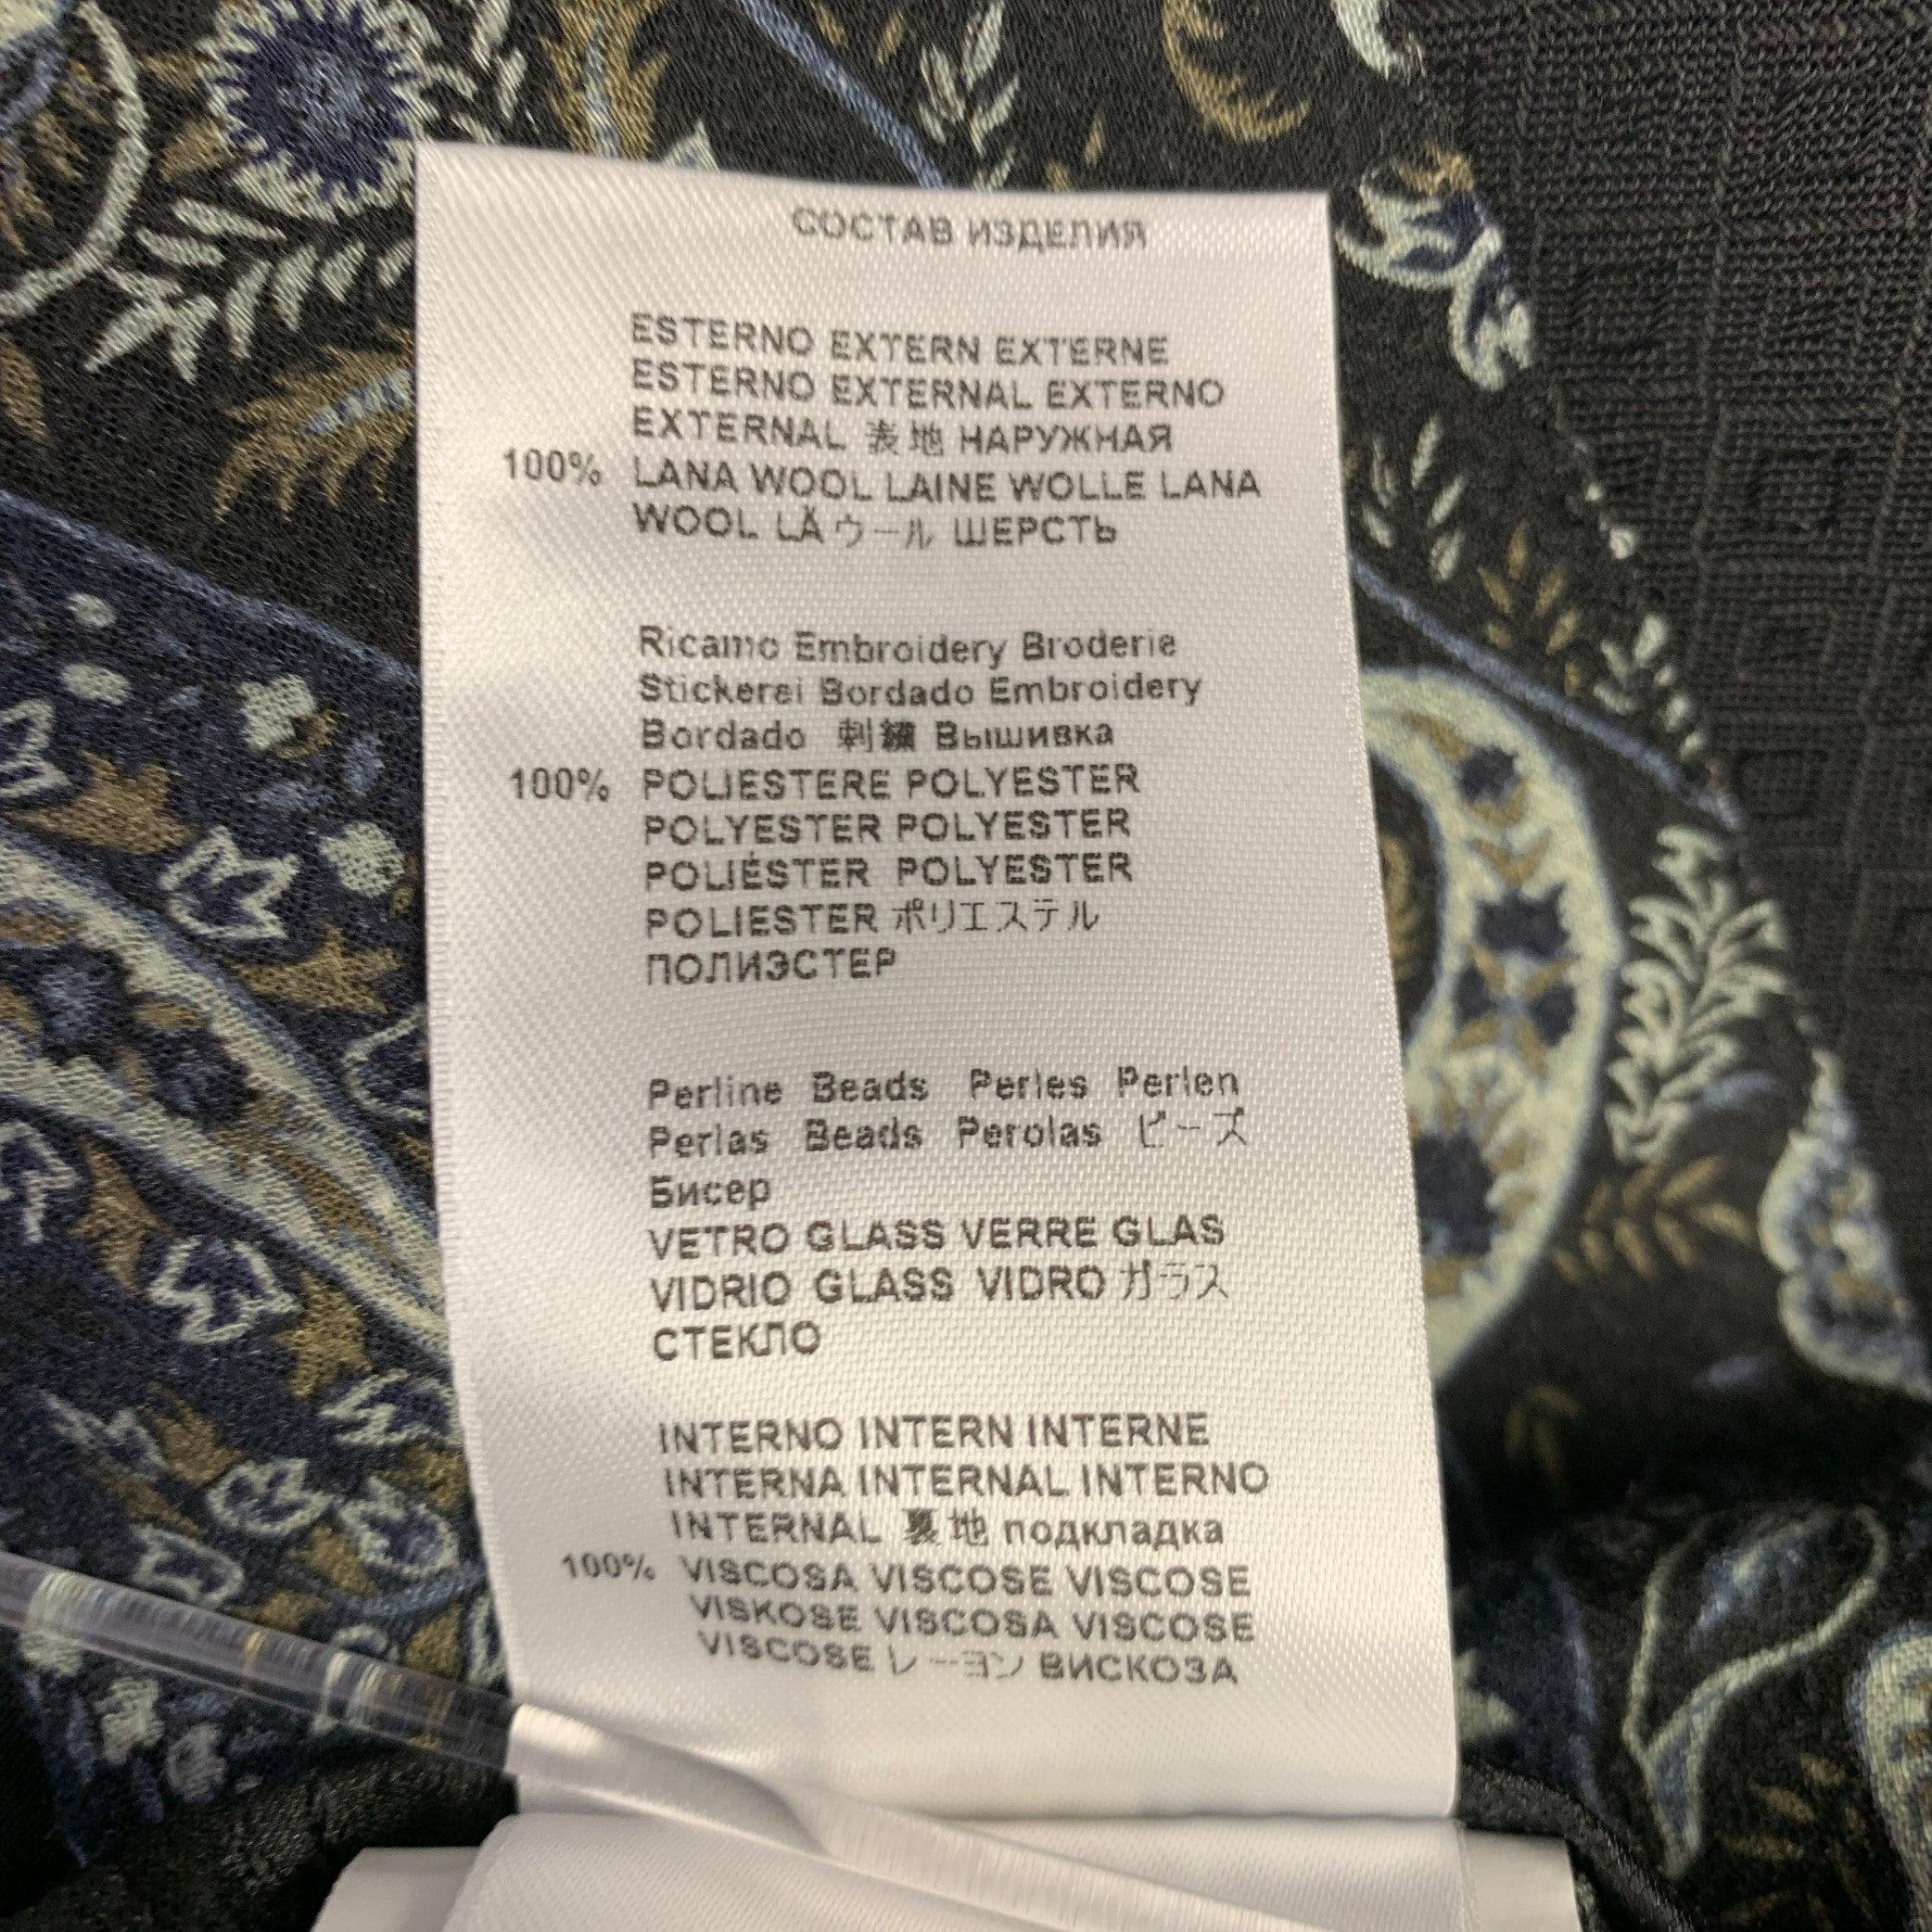 СОСТАВ ИЗДЕЛИЯ
ESTERNO EXTERN EXTERNE
ESTERNO EXTERNAL EXTERNO
EXTERNAL 表地 НАРУЖНАЯ
100% LANA WOOL LAINE WOLLE LANA
WOOL LÃ ウール ШЕРСТЬ
Ricamo Embroidery Broderie
Stickerei Bordado Embroidery
Bordado 刺繍 Вышивка
100% POLIESTERE POLYESTER
POLYESTER POLYESTER
POLIÉSTER POLYESTER
POLIESTER ポリエステル
ПОЛИЭСТЕР
Perline Beads Perles Perlen
Perlas Beads Perolas ビーズ
Бисер
VETRO GLASS VERRE GLAS
VIDRIO GLASS VIDRO ガラス
СТЕКЛО
INTERNO INTERN INTERNE
INTERNA INTERNAL INTERNO
INTERNAL 裏地 подкладка
100% VISCOSA VISCOSE VISCOSE
VISKOSE VISCOSA VISCOSE
VISCOSE レーヨン ВИСКОЗА